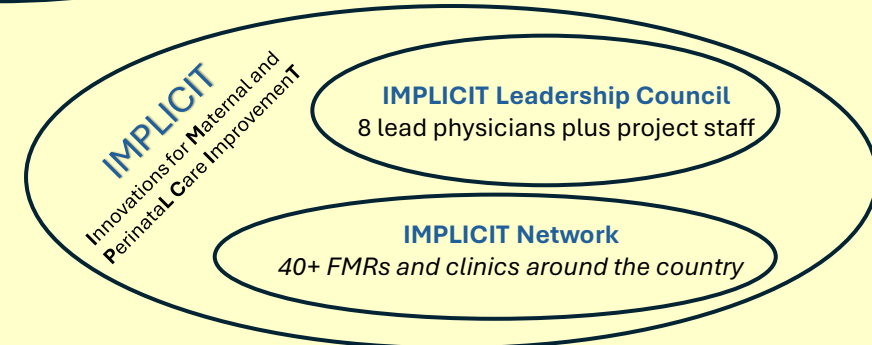 IMPLICIT
Innovations for Maternal and
PerinataL Care ImprovemenT
IMPLICIT Leadership Council
8 lead physicians plus project staff
IMPLICIT Network
40+ FMRs and clinics around the country